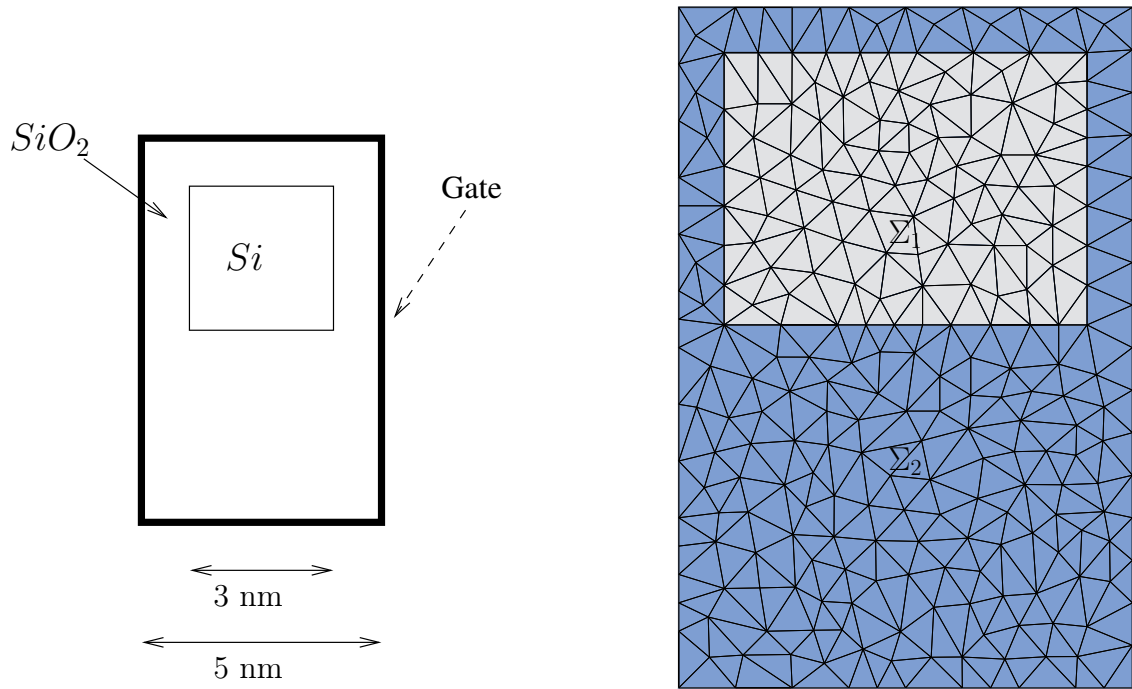 SiO₂
Gate
Si
3 nm
5 nm
Σ₁
Σ₂